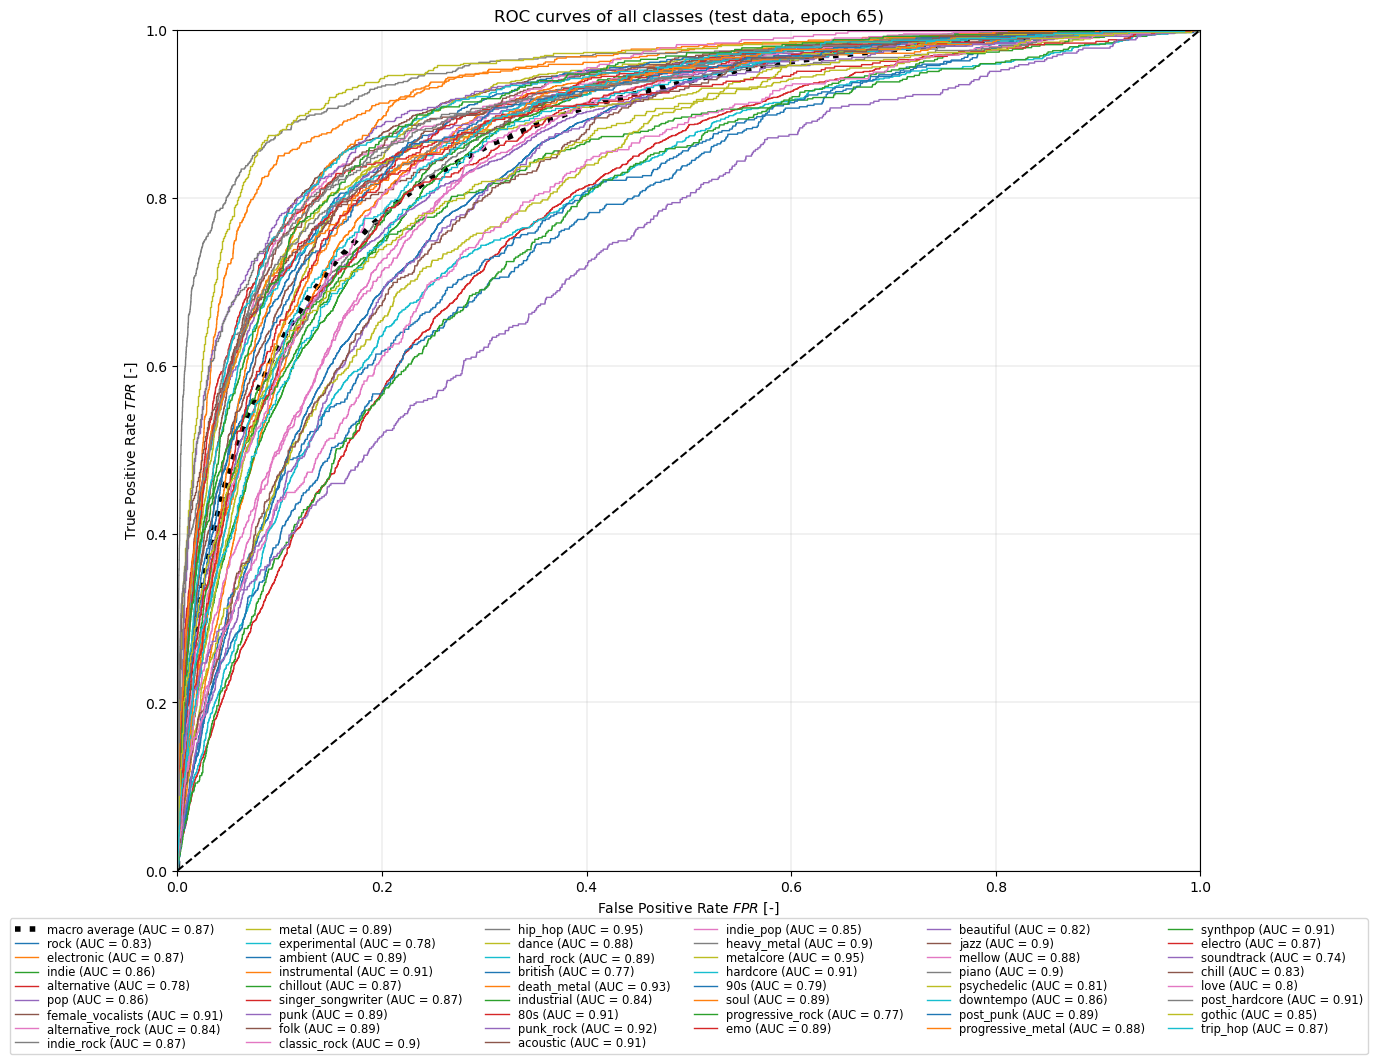 ROC curves of all classes (test data, epoch 65)
1.0
0.8
0.6
0.4
0.2
0.0
True Positive Rate TPR [-]
0.0 0.2 0.4 0.6 0.8 1.0
False Positive Rate FPR [-]
macro average (AUC = 0.87)
rock (AUC = 0.83)
electronic (AUC = 0.87)
indie (AUC = 0.86)
alternative (AUC = 0.78)
pop (AUC = 0.86)
female_vocalists (AUC = 0.91)
alternative_rock (AUC = 0.84)
indie_rock (AUC = 0.87)
metal (AUC = 0.89)
experimental (AUC = 0.78)
ambient (AUC = 0.89)
instrumental (AUC = 0.91)
chillout (AUC = 0.87)
singer_songwriter (AUC = 0.87)
punk (AUC = 0.89)
folk (AUC = 0.89)
classic_rock (AUC = 0.9)
hip_hop (AUC = 0.95)
dance (AUC = 0.88)
hard_rock (AUC = 0.89)
british (AUC = 0.77)
death_metal (AUC = 0.93)
industrial (AUC = 0.84)
80s (AUC = 0.91)
punk_rock (AUC = 0.92)
acoustic (AUC = 0.91)
indie_pop (AUC = 0.85)
heavy_metal (AUC = 0.9)
metalcore (AUC = 0.95)
hardcore (AUC = 0.91)
90s (AUC = 0.79)
soul (AUC = 0.89)
progressive_rock (AUC = 0.77)
emo (AUC = 0.89)
beautiful (AUC = 0.82)
jazz (AUC = 0.9)
mellow (AUC = 0.88)
piano (AUC = 0.9)
psychedelic (AUC = 0.81)
downtempo (AUC = 0.86)
post_punk (AUC = 0.89)
progressive_metal (AUC = 0.88)
synthpop (AUC = 0.91)
electro (AUC = 0.87)
soundtrack (AUC = 0.74)
chill (AUC = 0.83)
love (AUC = 0.8)
post_hardcore (AUC = 0.91)
gothic (AUC = 0.85)
trip_hop (AUC = 0.87)